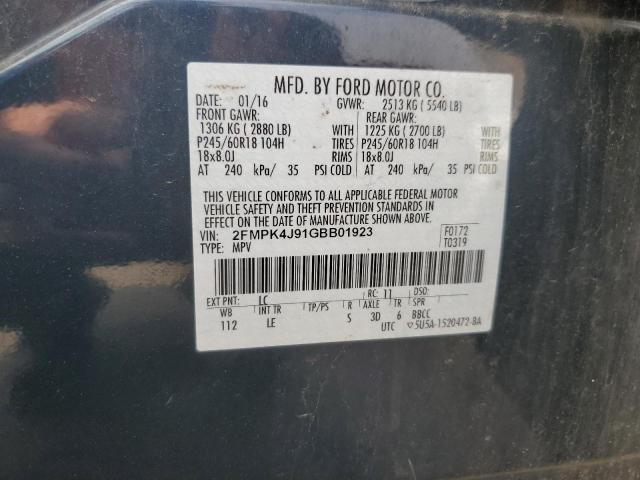 MFD. BY FORD MOTOR CO.
DATE: 01/16 GVWR: 2513 KG ( 5540 LB)
FRONT GAWR: REAR GAWR:
1306 KG ( 2880 LB) WITH 1225 KG ( 2700 LB) WITH
P245/60R18 104H TIRES P245/60R18 104H TIRES
18x8.0J RIMS 18x8.0J RIMS
AT 240 kPa/ 35 PSI COLD AT 240 kPa/ 35 PSI COLD
THIS VEHICLE CONFORMS TO ALL APPLICABLE FEDERAL MOTOR
VEHICLE SAFETY AND THEFT PREVENTION STANDARDS IN
EFFECT ON THE DATE OF MANUFACTURE SHOWN ABOVE.
VIN: 2FMPK4J91GBB01923 F0172
TYPE: MPV T0319
EXT PNT: LC RC: 11 DSO:
WB INT TR TP/PS R AXLE TR SPR
112 LE S 3D 6 BBCC
UTC ▽5U5A-1520472-BA